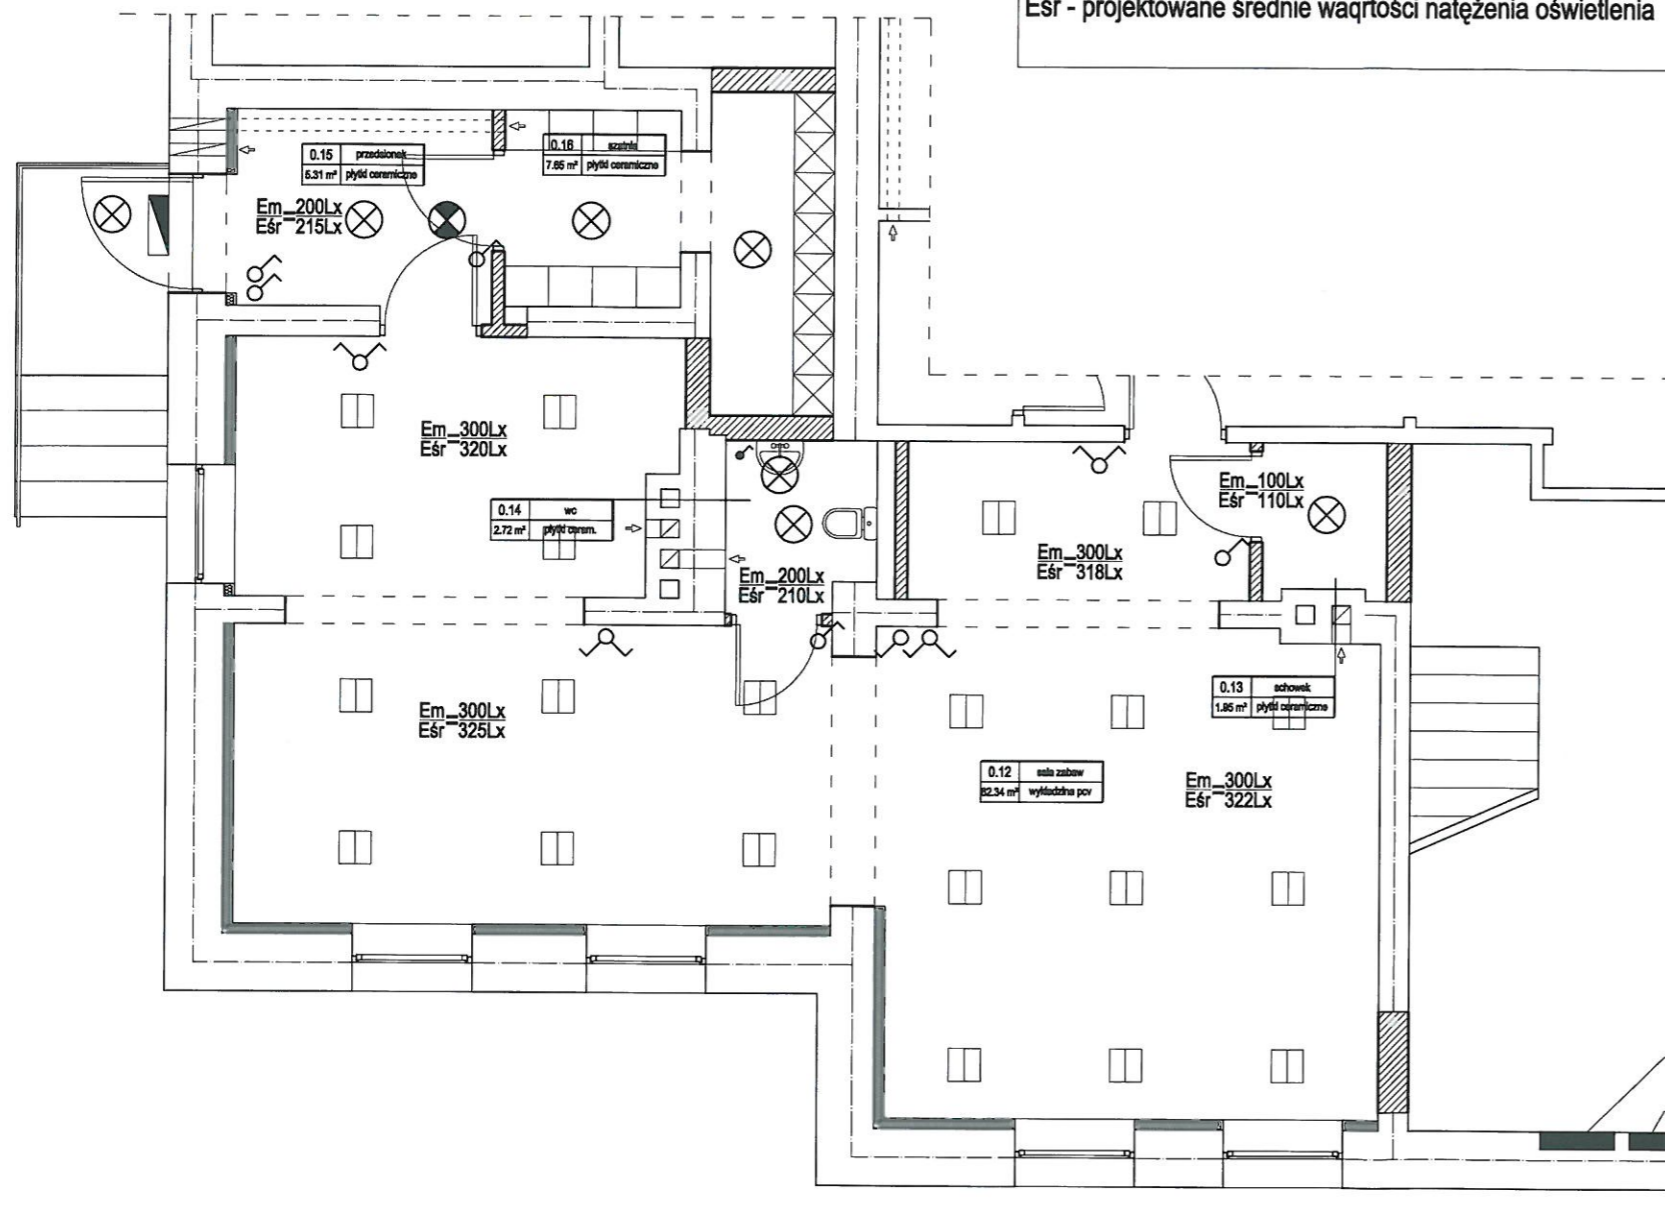 Eśr - projektowane średnie waqrtości natężenia oświetlenia
0.15 przedsionek
5.31 m² płytki ceramiczne
0.16 szatnia
7.65 m² płytki ceramiczne
Em=200Lx
Eśr=215Lx
Em=300Lx
Eśr=320Lx
0.14 wc
2.72 m² płytki ceram.
Em=200Lx
Eśr=210Lx
Em=100Lx
Eśr=110Lx
Em=300Lx
Eśr=318Lx
0.13 schowek
1.95 m² płytki ceramiczne
Em=300Lx
Eśr=325Lx
0.12 sala zabaw
82.34 m² wykładzina pcv
Em=300Lx
Eśr=322Lx